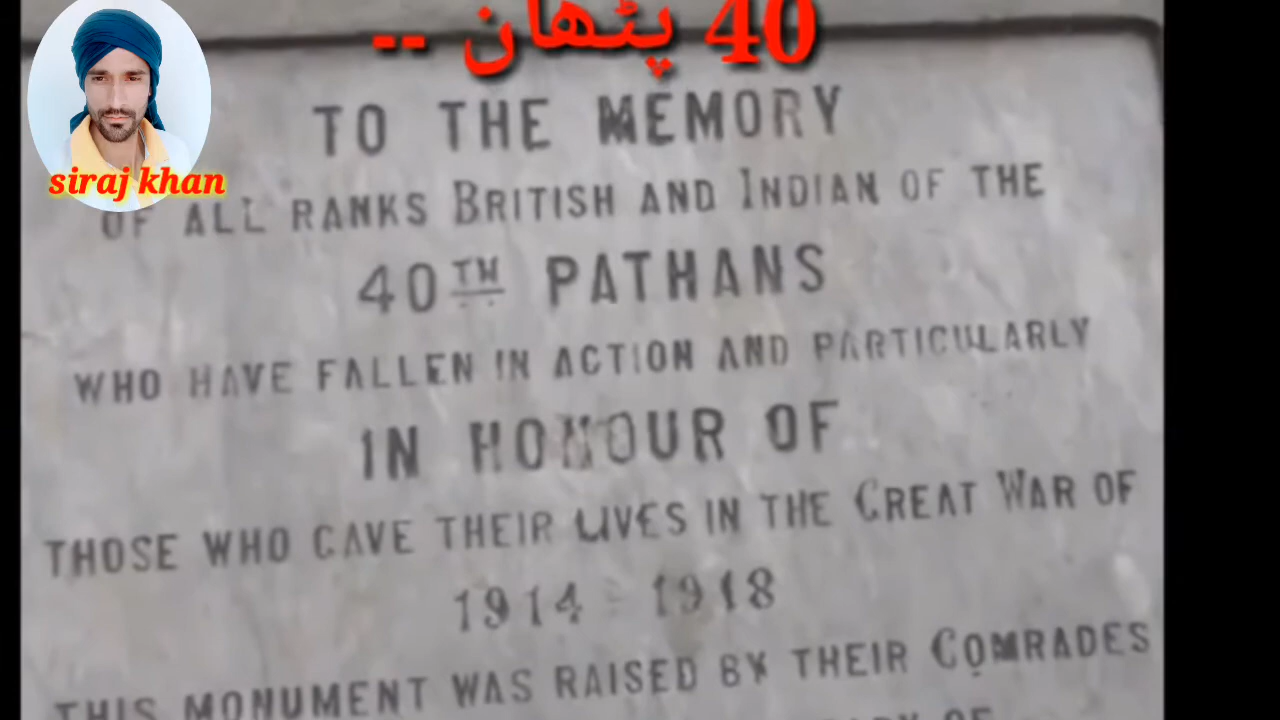 40 پٹھان --
siraj khan
TO THE MEMORY
OF ALL RANKS BRITISH AND INDIAN OF THE
40TH PATHANS
WHO HAVE FALLEN IN ACTION AND PARTICULARLY
IN HONOUR OF
THOSE WHO GAVE THEIR LIVES IN THE GREAT WAR OF
1914-1918
THIS MONUMENT WAS RAISED BY THEIR COMRADES
OF